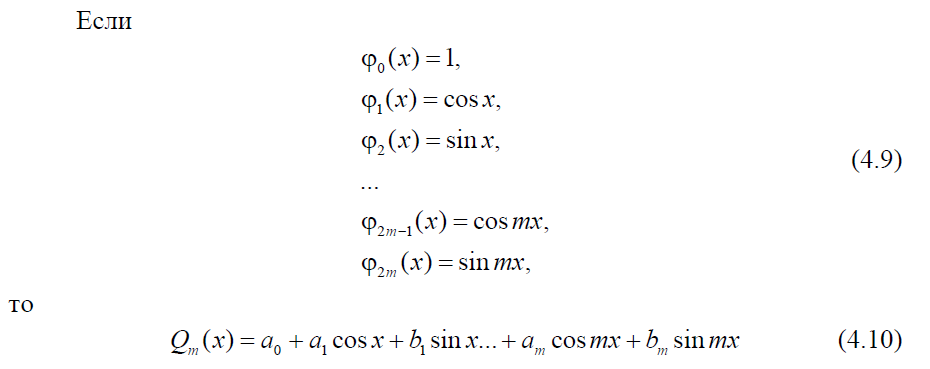 Если
φ₀(x) = 1,
φ₁(x) = cos x,
φ₂(x) = sin x,
(4.9)
...
φ₂ₘ₋₁(x) = cos mx,
φ₂ₘ(x) = sin mx,
то
Qₘ(x) = a₀ + a₁ cos x + b₁ sin x... + aₘ cos mx + bₘ sin mx (4.10)